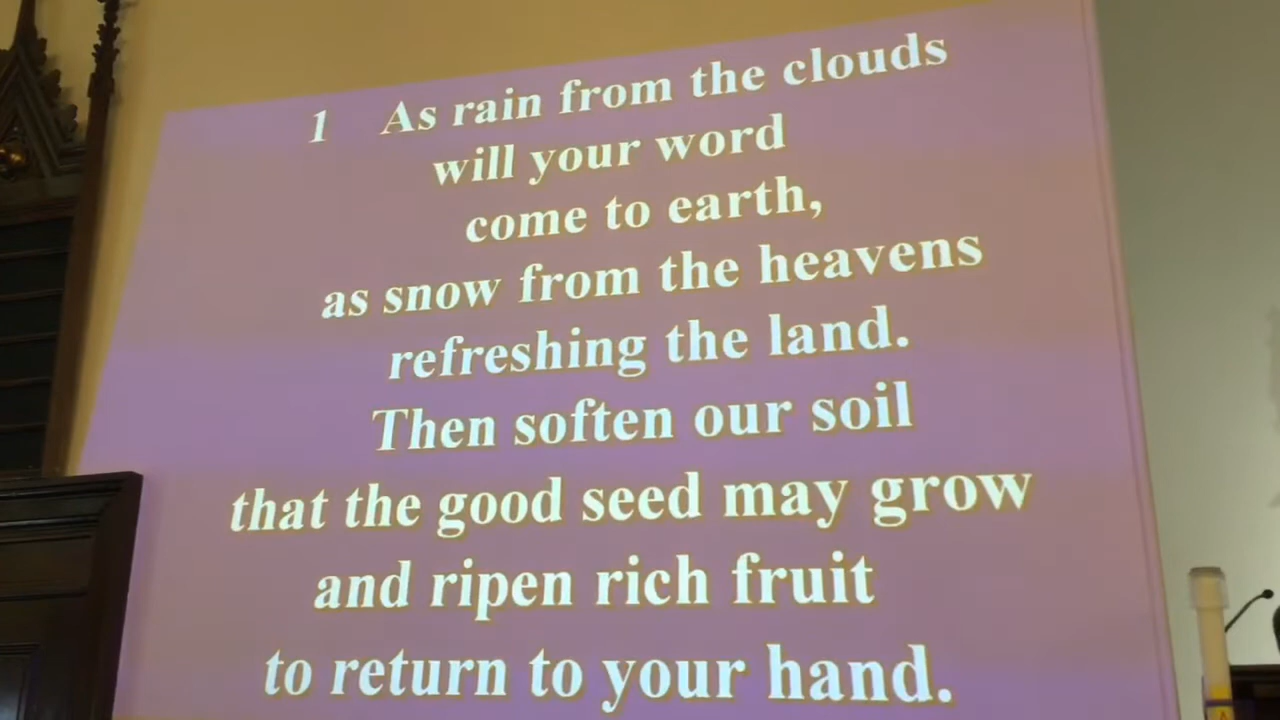 1 As rain from the clouds
will your word
come to earth,
as snow from the heavens
refreshing the land.
Then soften our soil
that the good seed may grow
and ripen rich fruit
to return to your hand.